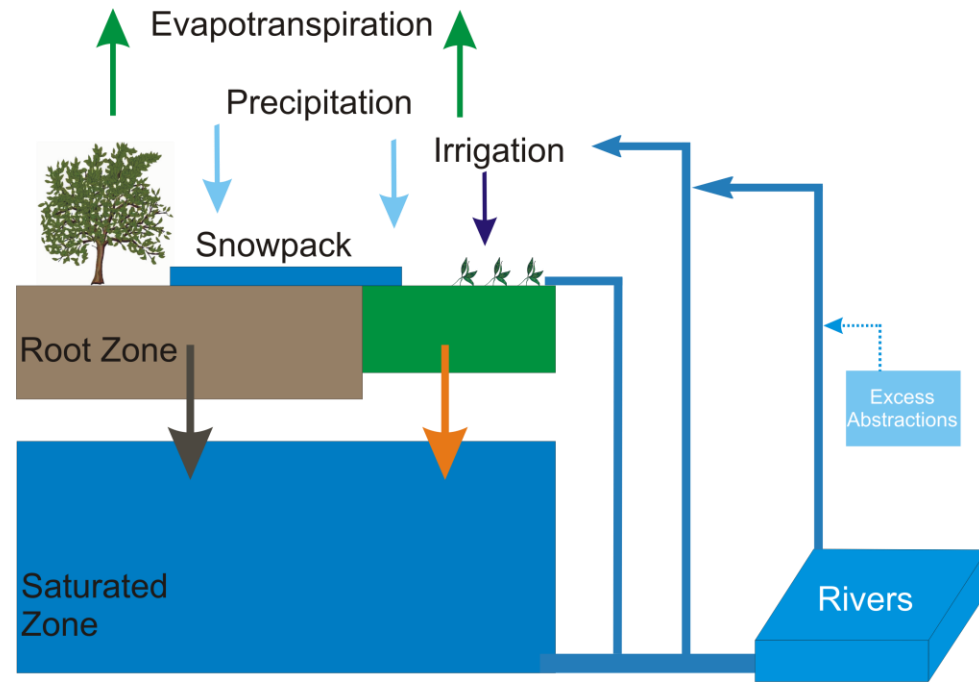 Evapotranspiration
Precipitation
Irrigation
Snowpack
Root Zone
Excess
Abstractions
Saturated
Zone
Rivers